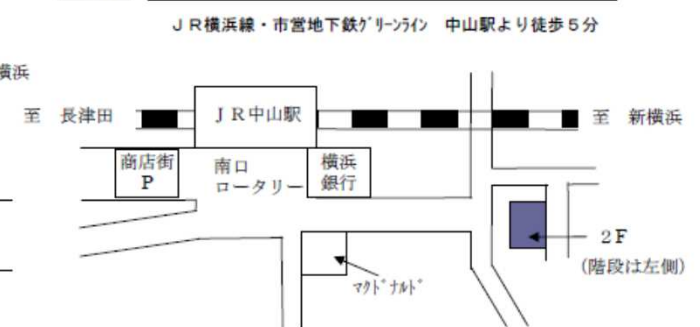 ＪＲ横浜線・市営地下鉄ｸﾞﾘｰﾝﾗｲﾝ　中山駅より徒歩５分
横浜
至　長津田
ＪＲ中山駅
至　新横浜
商店街
P
南口
ロータリー
横浜
銀行
２Ｆ
(階段は左側)
ﾏｸﾄﾞﾅﾙﾄﾞ